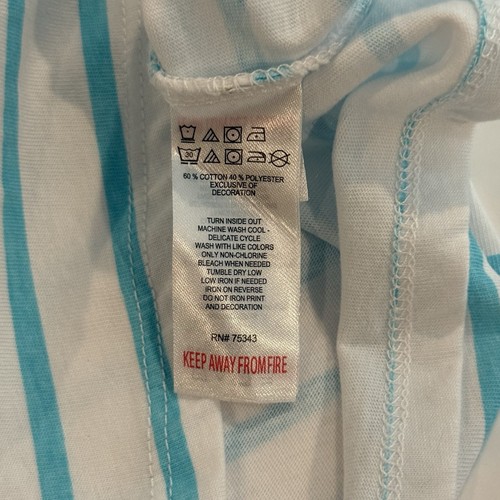 30
60 % COTTON 40 % POLYESTER
EXCLUSIVE OF
DECORATION
TURN INSIDE OUT
MACHINE WASH COOL -
DELICATE CYCLE
WASH WITH LIKE COLORS
ONLY NON-CHLORINE
BLEACH WHEN NEEDED
TUMBLE DRY LOW
LOW IRON IF NEEDED
IRON ON REVERSE
DO NOT IRON PRINT
AND DECORATION
RN# 75343
KEEP AWAY FROM FIRE